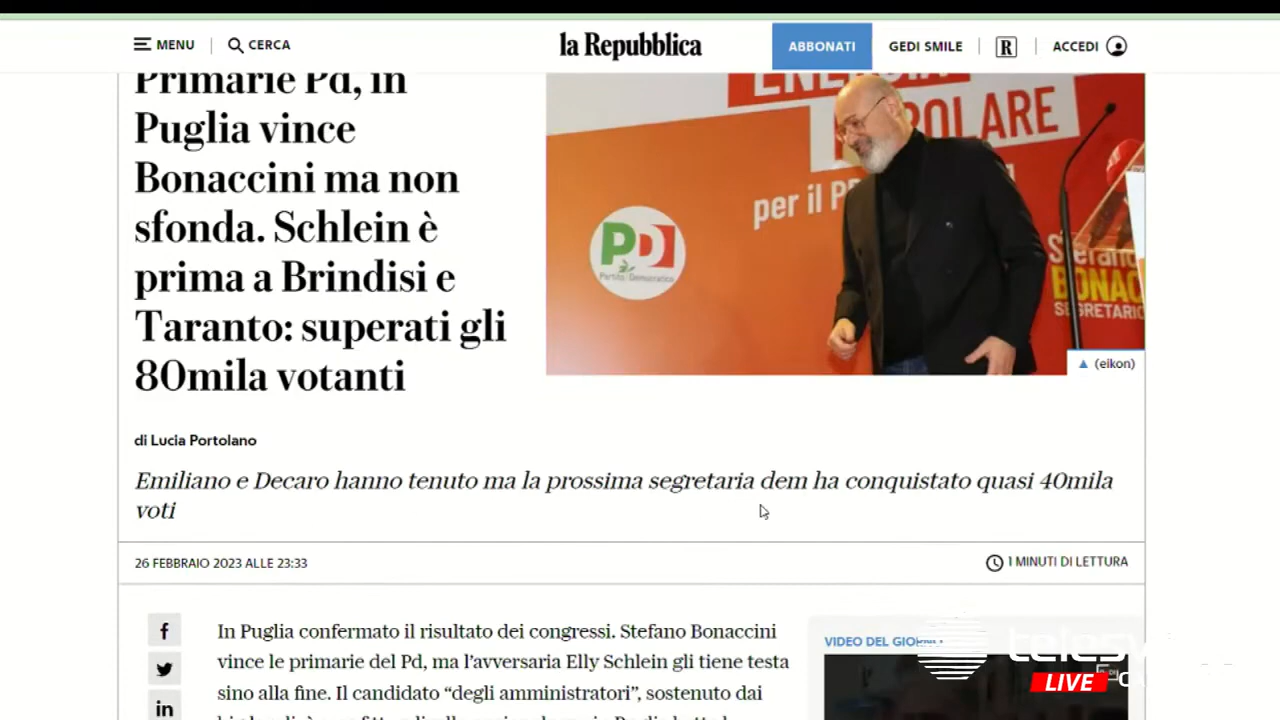 MENU
CERCA
la Repubblica
ABBONATI
GEDI SMILE
R
ACCEDI
Primarie Pd, in
Puglia vince
Bonaccini ma non
sfonda. Schlein è
prima a Brindisi e
Taranto: superati gli
80mila votanti
POLARE
per il
PD
Partito Democratico
BONAC
(eikon)
di Lucia Portolano
Emiliano e Decaro hanno tenuto ma la prossima segretaria dem ha conquistato quasi 40mila
voti
26 FEBBRAIO 2023 ALLE 23:33
1 MINUTI DI LETTURA
f
in
In Puglia confermato il risultato dei congressi. Stefano Bonaccini
vince le primarie del Pd, ma l'avversaria Elly Schlein gli tiene testa
sino alla fine. Il candidato “degli amministratori”, sostenuto dai
VIDEO DEL
LIVE